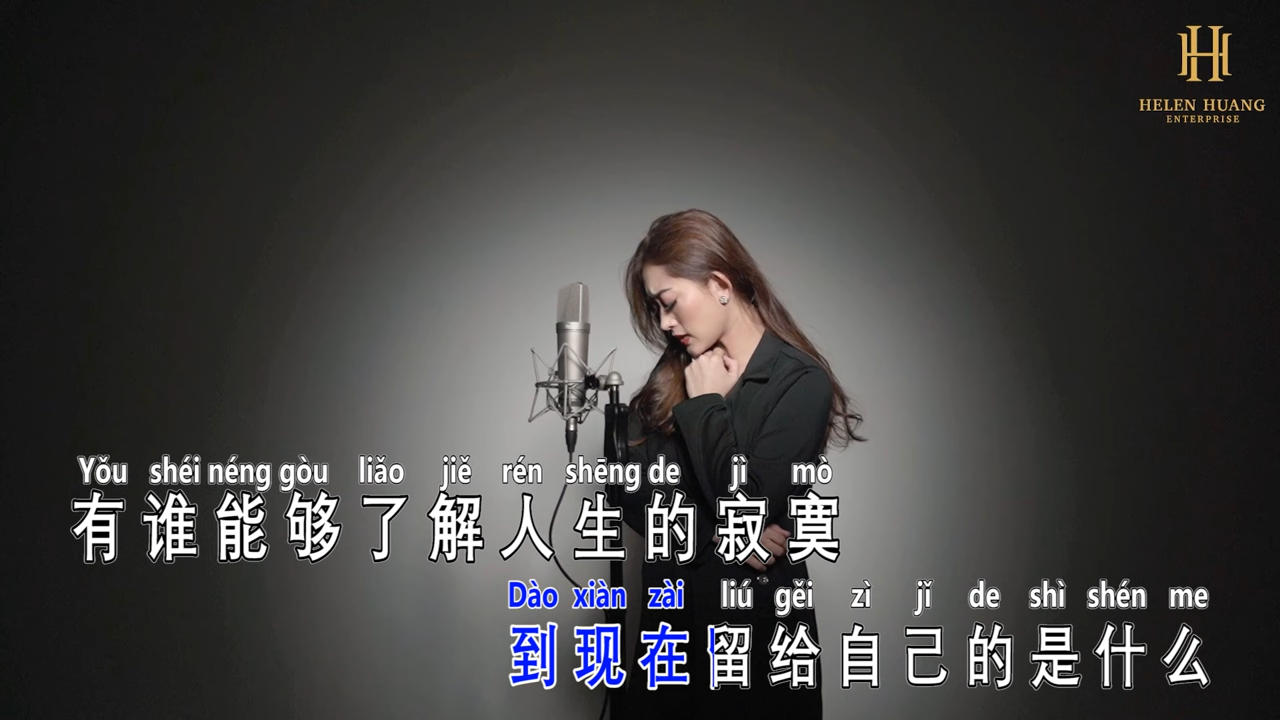 HH
HELEN HUANG
ENTERPRISE
Yǒu shéi néng gòu liǎo jiě rén shēng de jì mò
有谁能够了解人生的寂寞
Dào xiàn zài liú gěi zì jǐ de shì shén me
到现在留给自己的是什么